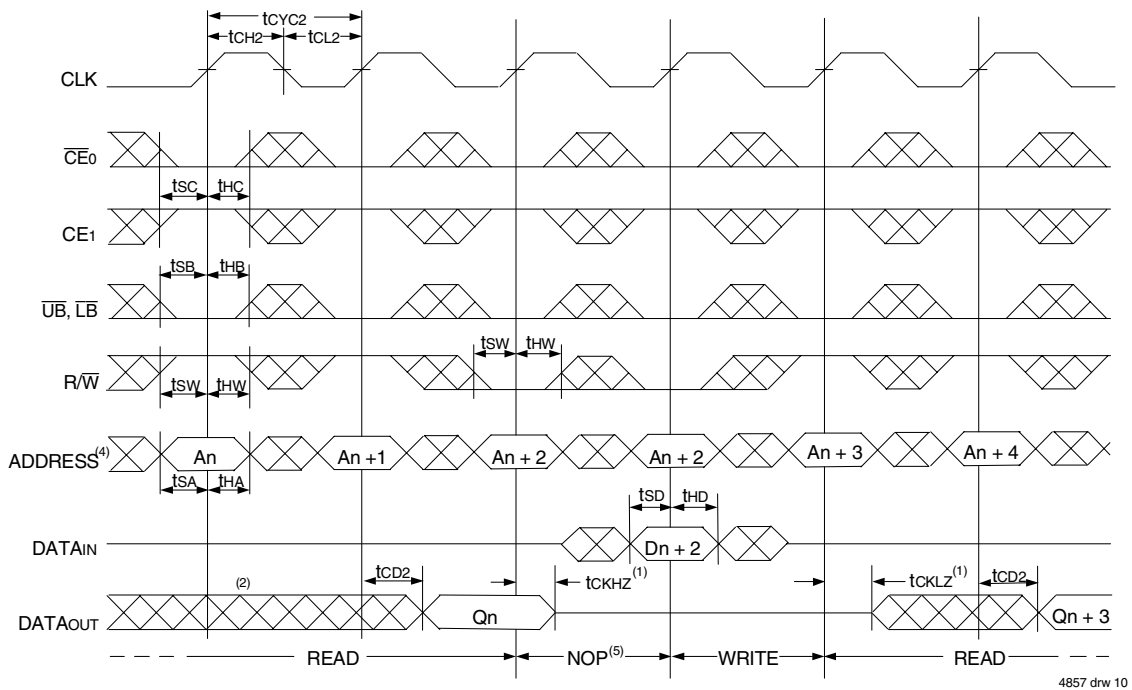 tCYC2
tCH2 tCL2
CLK
CE0
tSC tHC
CE1
tSB tHB
UB, LB
tSW tHW
R/W
tSW tHW
ADDRESS(4) An An +1 An + 2 An + 2 An + 3 An + 4
tSA tHA
tSD tHD
DATAIN Dn + 2
(2) tCD2 tCKHZ(1) tCKLZ(1) tCD2
DATAOUT Qn Qn + 3
READ NOP(5) WRITE READ
4857 drw 10